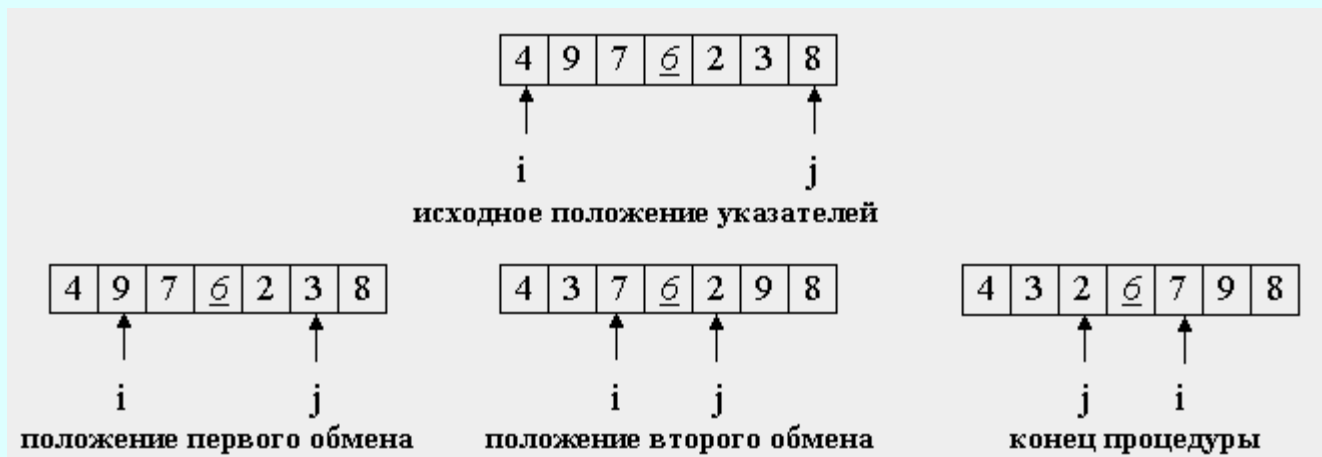 4 9 7 6 2 3 8
i j
исходное положение указателей
4 9 7 6 2 3 8
i j
положение первого обмена
4 3 7 6 2 9 8
i j
положение второго обмена
4 3 2 6 7 9 8
j i
конец процедуры